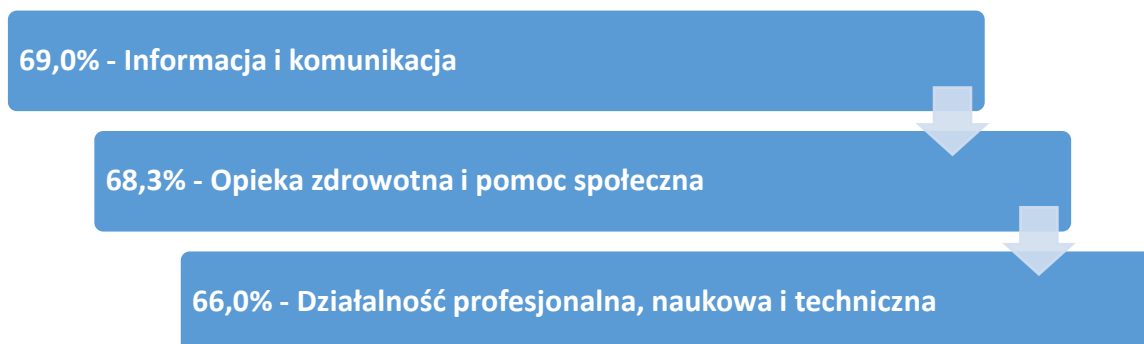 69,0% - Informacja i komunikacja
68,3% - Opieka zdrowotna i pomoc społeczna
66,0% - Działalność profesjonalna, naukowa i techniczna